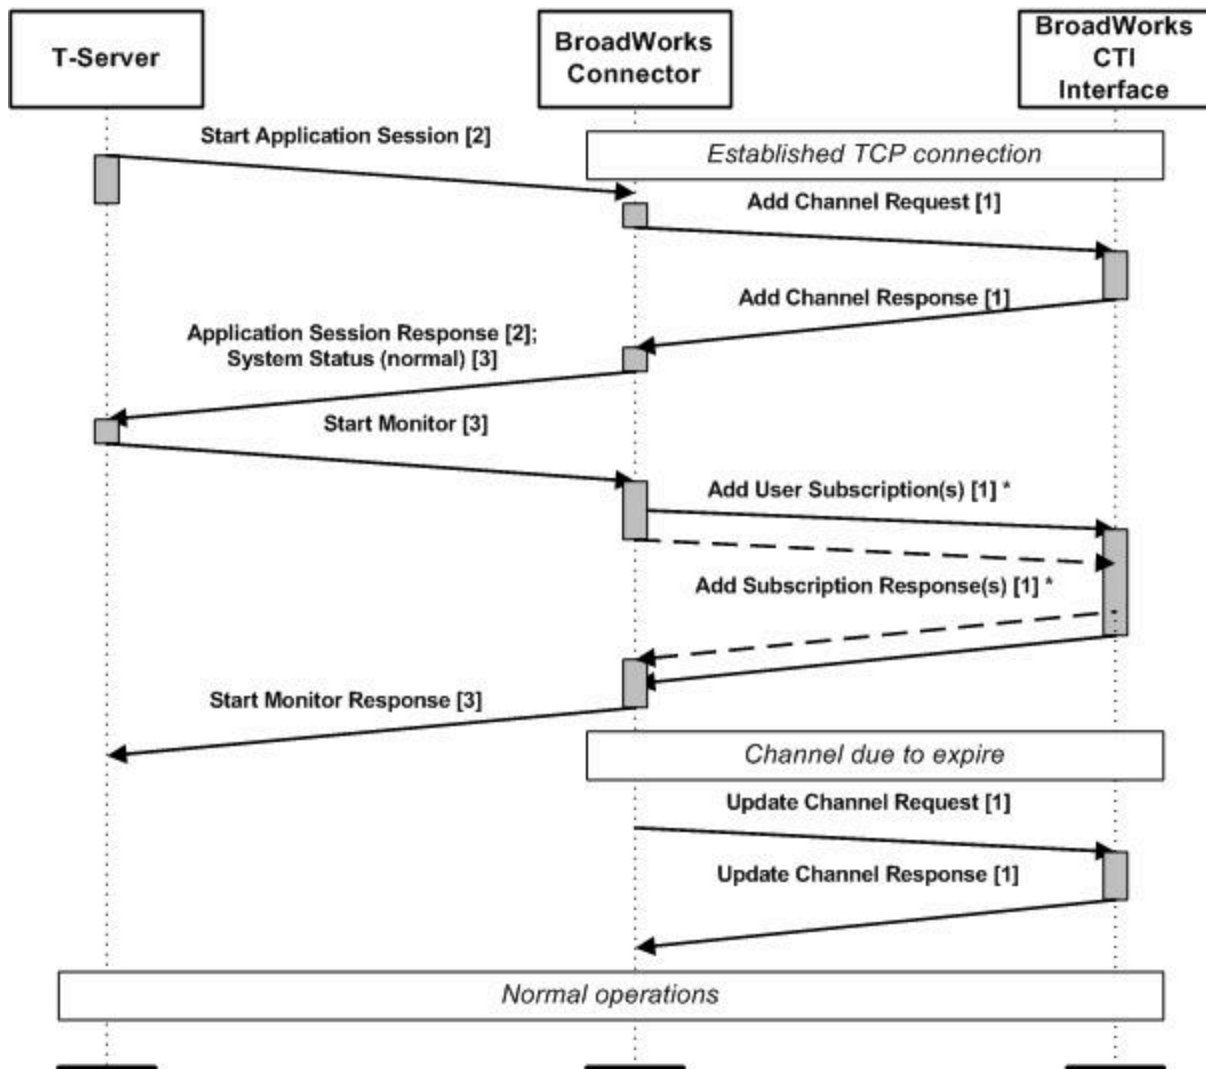 T-Server
BroadWorks
Connector
BroadWorks
CTI
Interface
Start Application Session [2]
Established TCP connection
Add Channel Request [1]
Add Channel Response [1]
Application Session Response [2];
System Status (normal) [3]
Start Monitor [3]
Add User Subscription(s) [1] *
Add Subscription Response(s) [1] *
Start Monitor Response [3]
Channel due to expire
Update Channel Request [1]
Update Channel Response [1]
Normal operations